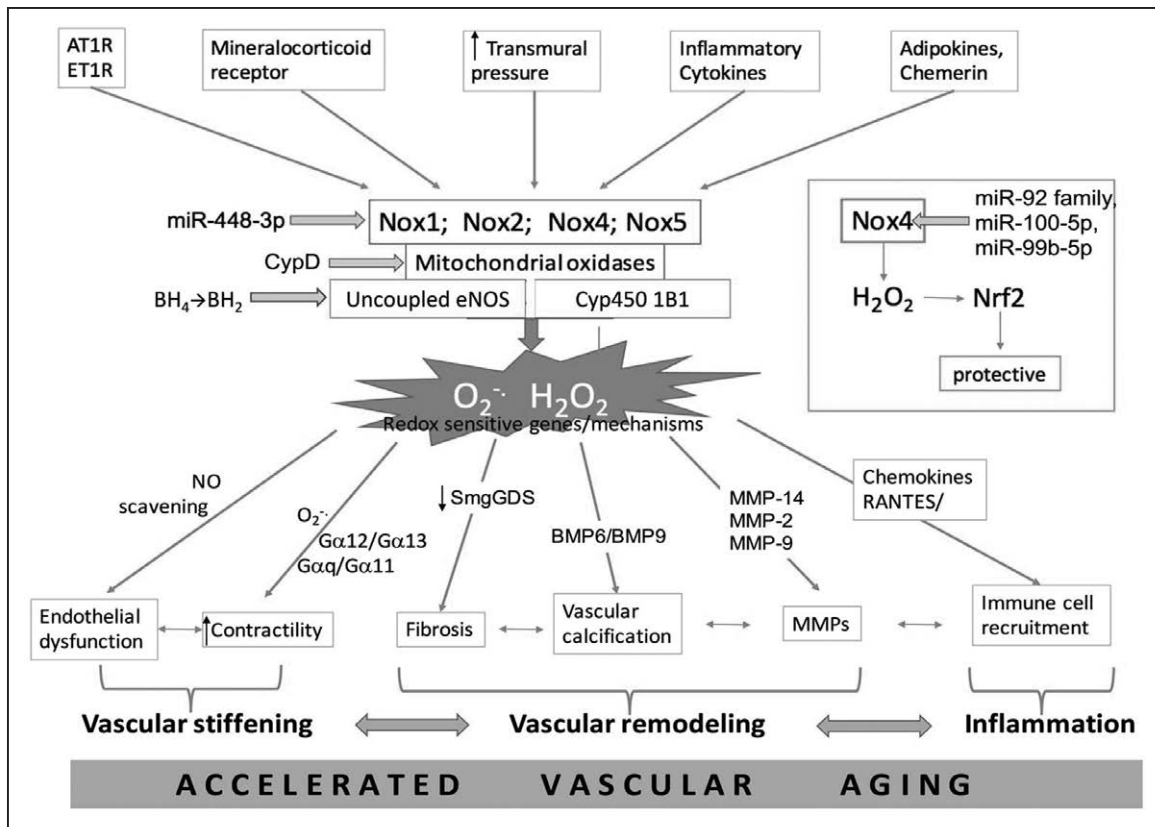 AT1R
ET1R
Mineralocorticoid
receptor
↑ Transmural
pressure
Inflammatory
Cytokines
Adipokines,
Chemerin
miR-448-3p
Nox1; Nox2; Nox4; Nox5
CypD
Mitochondrial oxidases
BH4→BH2
Uncoupled eNOS
Cyp450 1B1
Nox4
miR-92 family,
miR-100-5p,
miR-99b-5p
H2O2
Nrf2
protective
O2⁻· H2O2
Redox sensitive genes/mechanisms
NO
scavening
O2⁻·
Gα12/Gα13
Gαq/Gα11
↓ SmgGDS
BMP6/BMP9
MMP-14
MMP-2
MMP-9
Chemokines
RANTES/
Endothelial
dysfunction
↑Contractility
Fibrosis
Vascular
calcification
MMPs
Immune cell
recruitment
Vascular stiffening
Vascular remodeling
Inflammation
ACCELERATED VASCULAR AGING